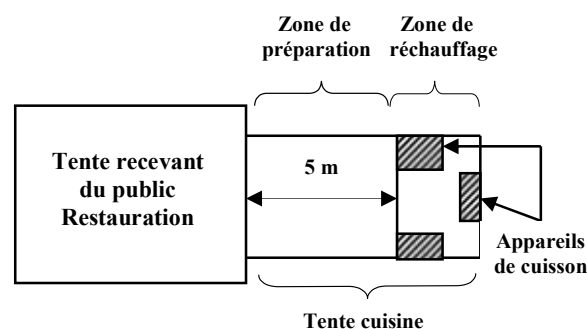 Zone de
préparation
Zone de
réchauffage
Tente recevant
du public
Restauration
5 m
Appareils
de cuisson
Tente cuisine